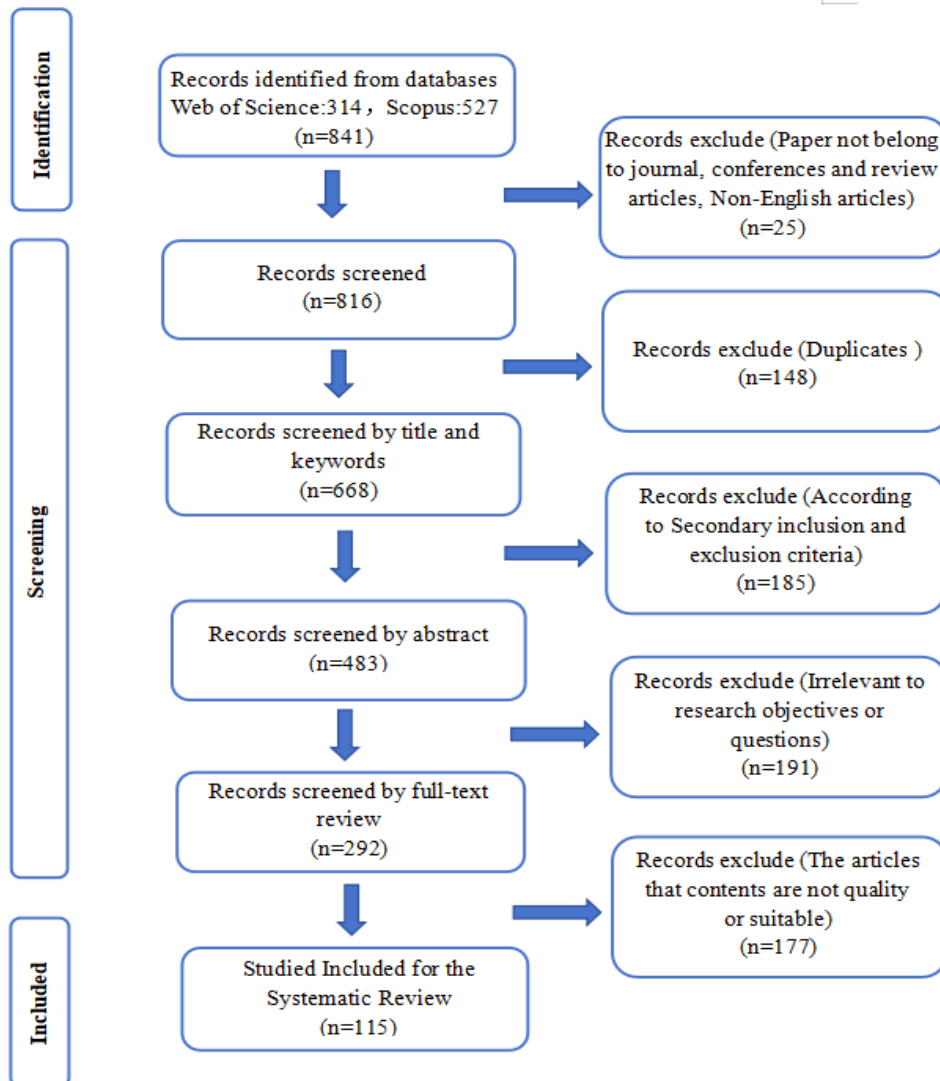 Identification
Records identified from databases
Web of Science:314，Scopus:527
(n=841)
Records exclude (Paper not belong
to journal, conferences and review
articles, Non-English articles)
(n=25)
Screening
Records screened
(n=816)
Records exclude (Duplicates )
(n=148)
Records screened by title and
keywords
(n=668)
Records exclude (According
to Secondary inclusion and
exclusion criteria)
(n=185)
Records screened by abstract
(n=483)
Records exclude (Irrelevant to
research objectives or
questions)
(n=191)
Records screened by full-text
review
(n=292)
Records exclude (The articles
that contents are not quality
or suitable)
(n=177)
Included
Studied Included for the
Systematic Review
(n=115)